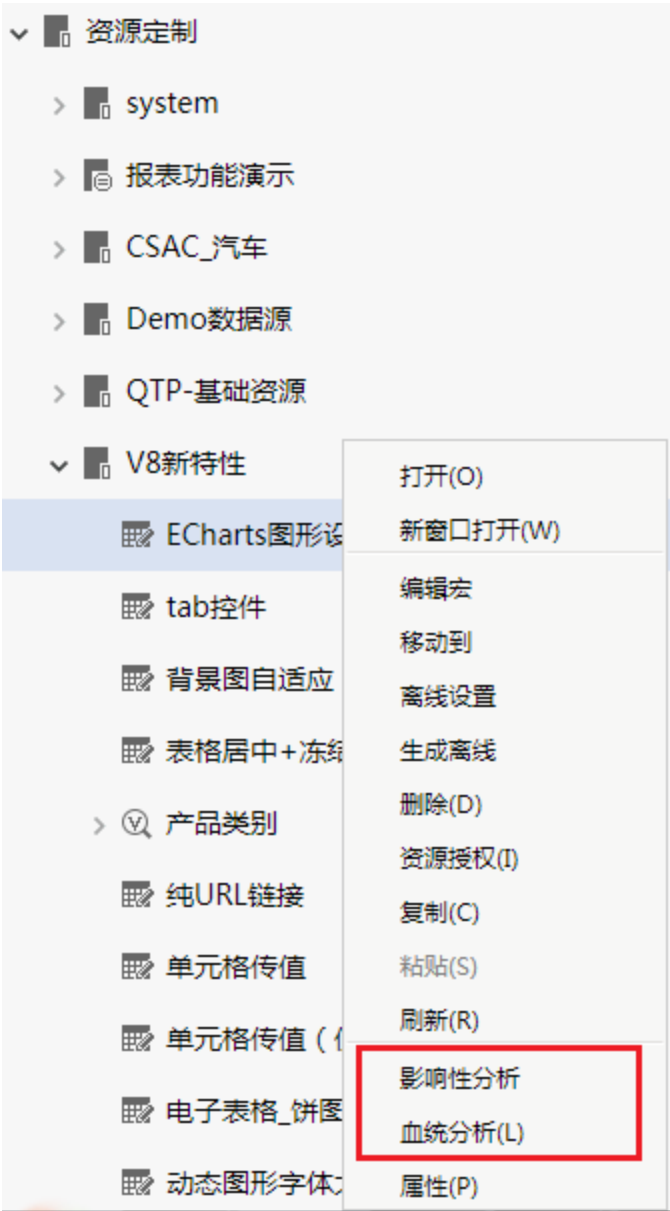 资源定制
system
报表功能演示
CSAC_汽车
Demo数据源
QTP-基础资源
V8新特性
ECharts图形设
tab控件
背景图自适应
表格居中+冻结
产品类别
纯URL链接
单元格传值
单元格传值（
电子表格_饼图
动态图形字体
打开(O)
新窗口打开(W)
编辑宏
移动到
离线设置
生成离线
删除(D)
资源授权(I)
复制(C)
粘贴(S)
刷新(R)
影响性分析
血统分析(L)
属性(P)